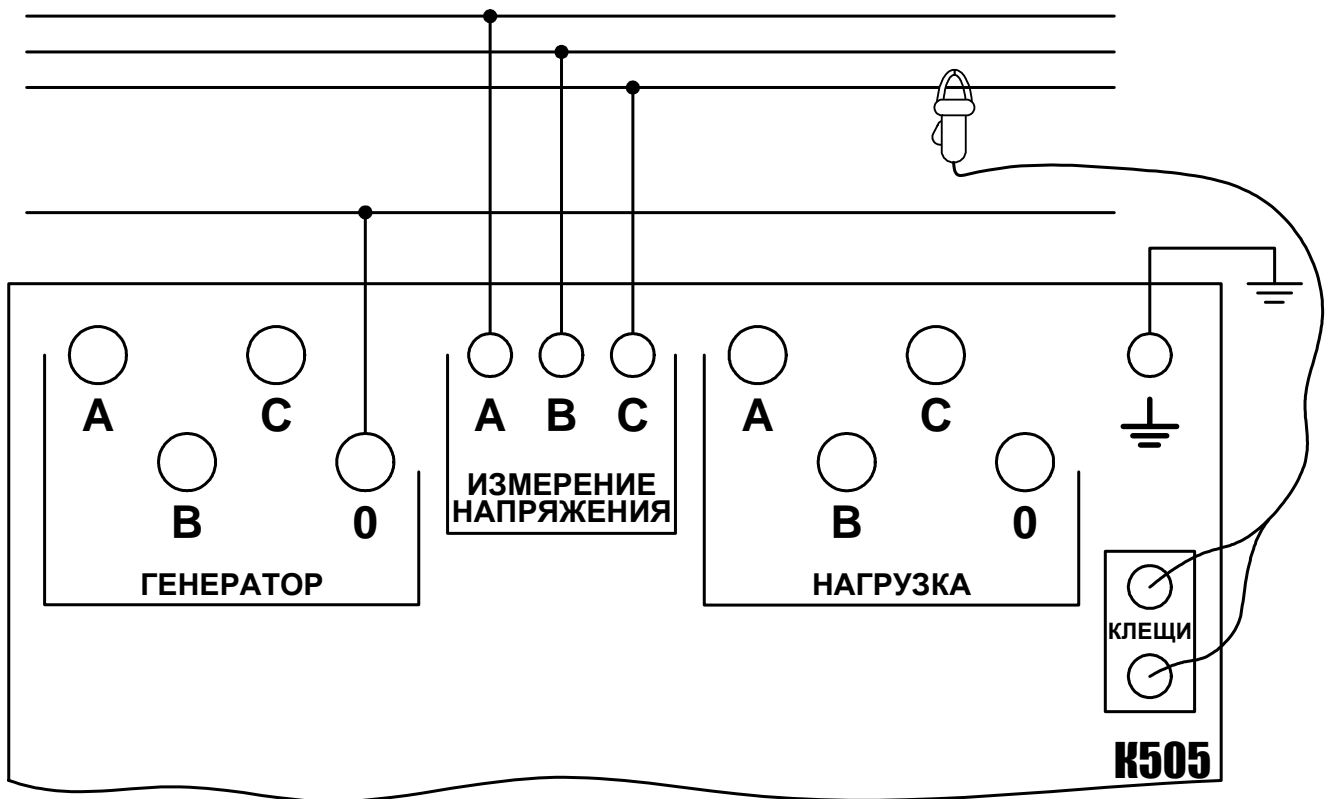 A
C
B
0
ГЕНЕРАТОР
A B C
ИЗМЕРЕНИЕ
НАПРЯЖЕНИЯ
A
C
B
0
НАГРУЗКА
КЛЕЩИ
К505